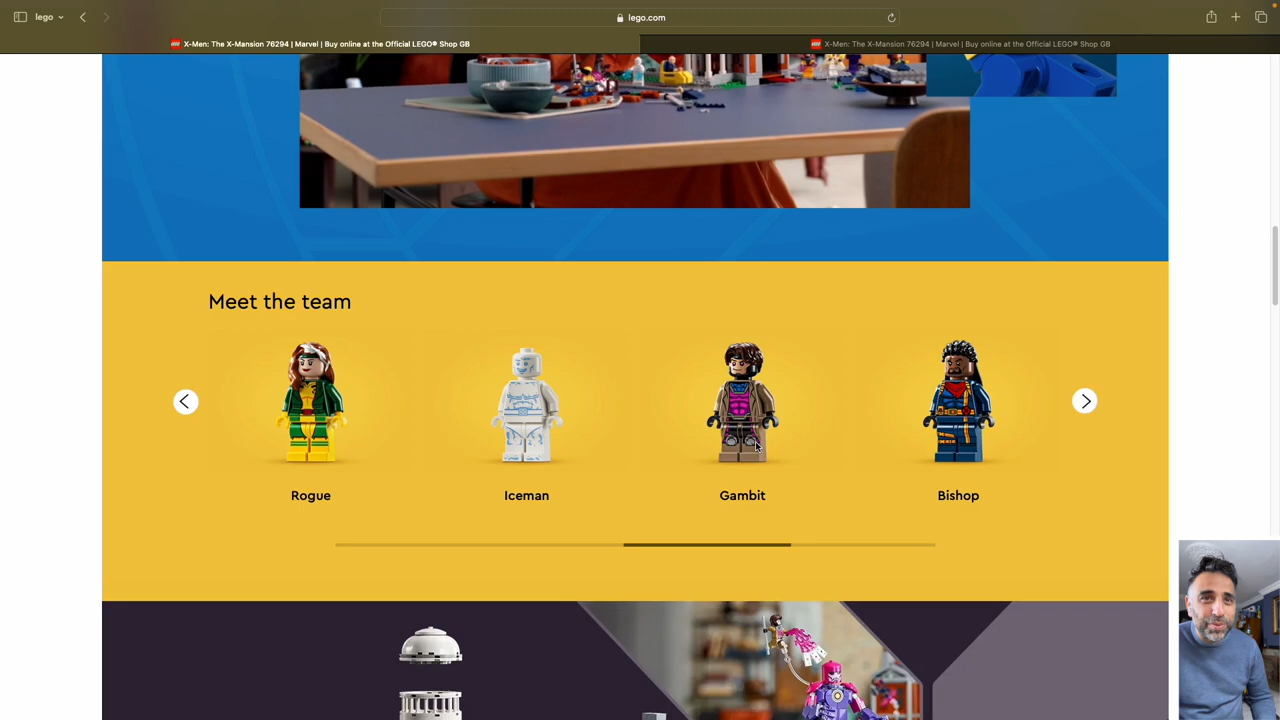 lego
lego.com
X-Men: The X-Mansion 76294 | Marvel | Buy online at the Official LEGO® Shop GB
X-Men: The X-Mansion 76294 | Marvel | Buy online at the Official LEGO® Shop GB
Meet the team
Rogue
Iceman
Gambit
Bishop